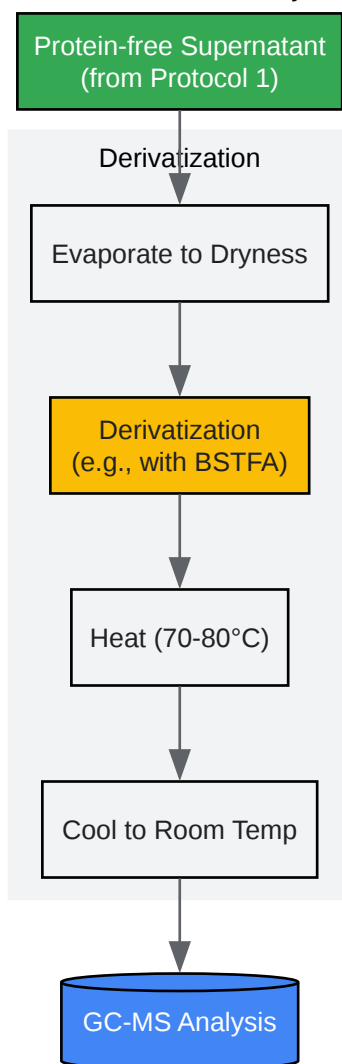 Protein-free Supernatant
(from Protocol 1)
Derivatization
Evaporate to Dryness
Derivatization
(e.g., with BSTFA)
Heat (70-80°C)
Cool to Room Temp
GC-MS Analysis